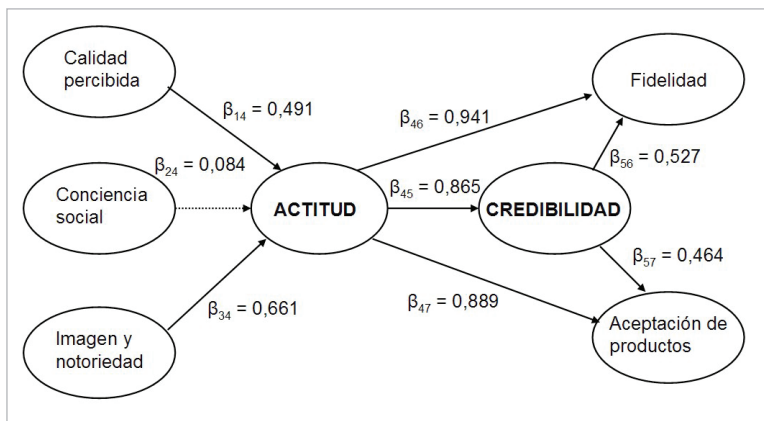 Calidad
percibida
β14 = 0,491
β24 = 0,084
Conciencia
social
ACTITUD
β34 = 0,661
Imagen y
notoriedad
β46 = 0,941
β45 = 0,865
CREDIBILIDAD
β47 = 0,889
Fidelidad
β56 = 0,527
β57 = 0,464
Aceptación de
productos